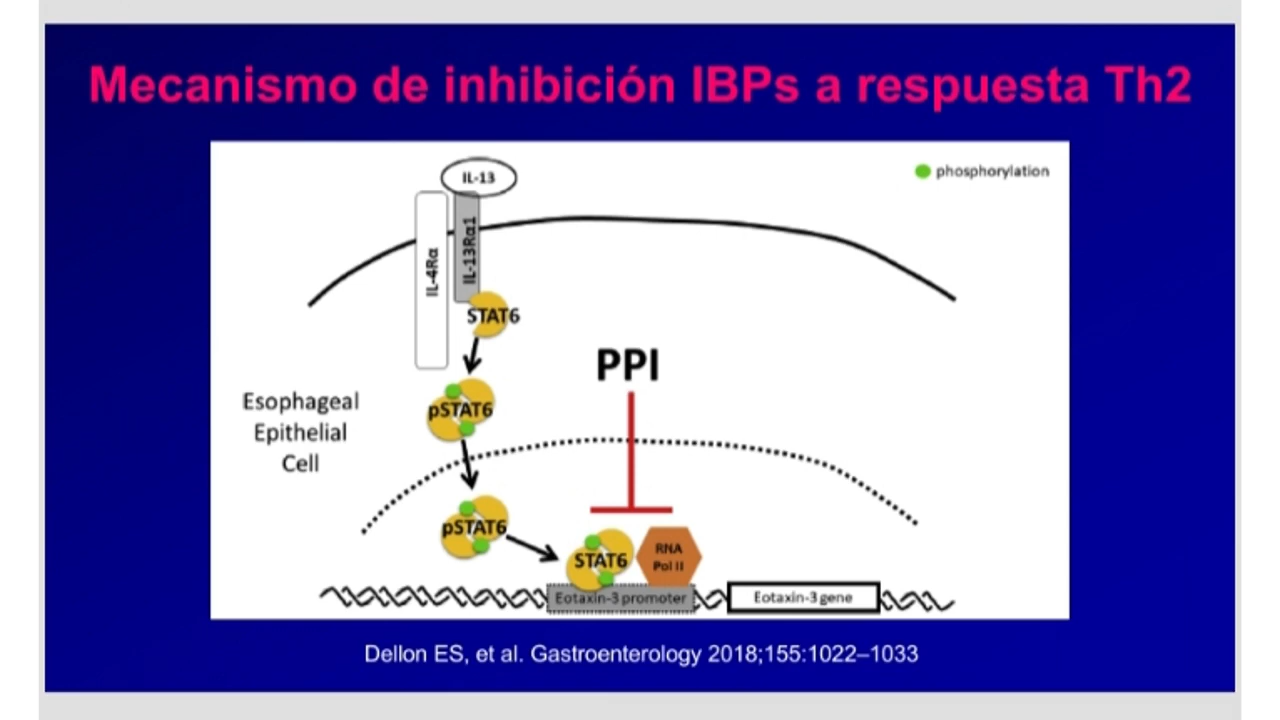 Mecanismo de inhibición IBPs a respuesta Th2
IL-13
phosphorylation
IL-4Rα
IL-13Rα1
STAT6
PPI
Esophageal
Epithelial
Cell
pSTAT6
pSTAT6
STAT6
RNA
Pol II
Eotaxin-3 promoter
Eotaxin-3 gene
Dellon ES, et al. Gastroenterology 2018;155:1022–1033